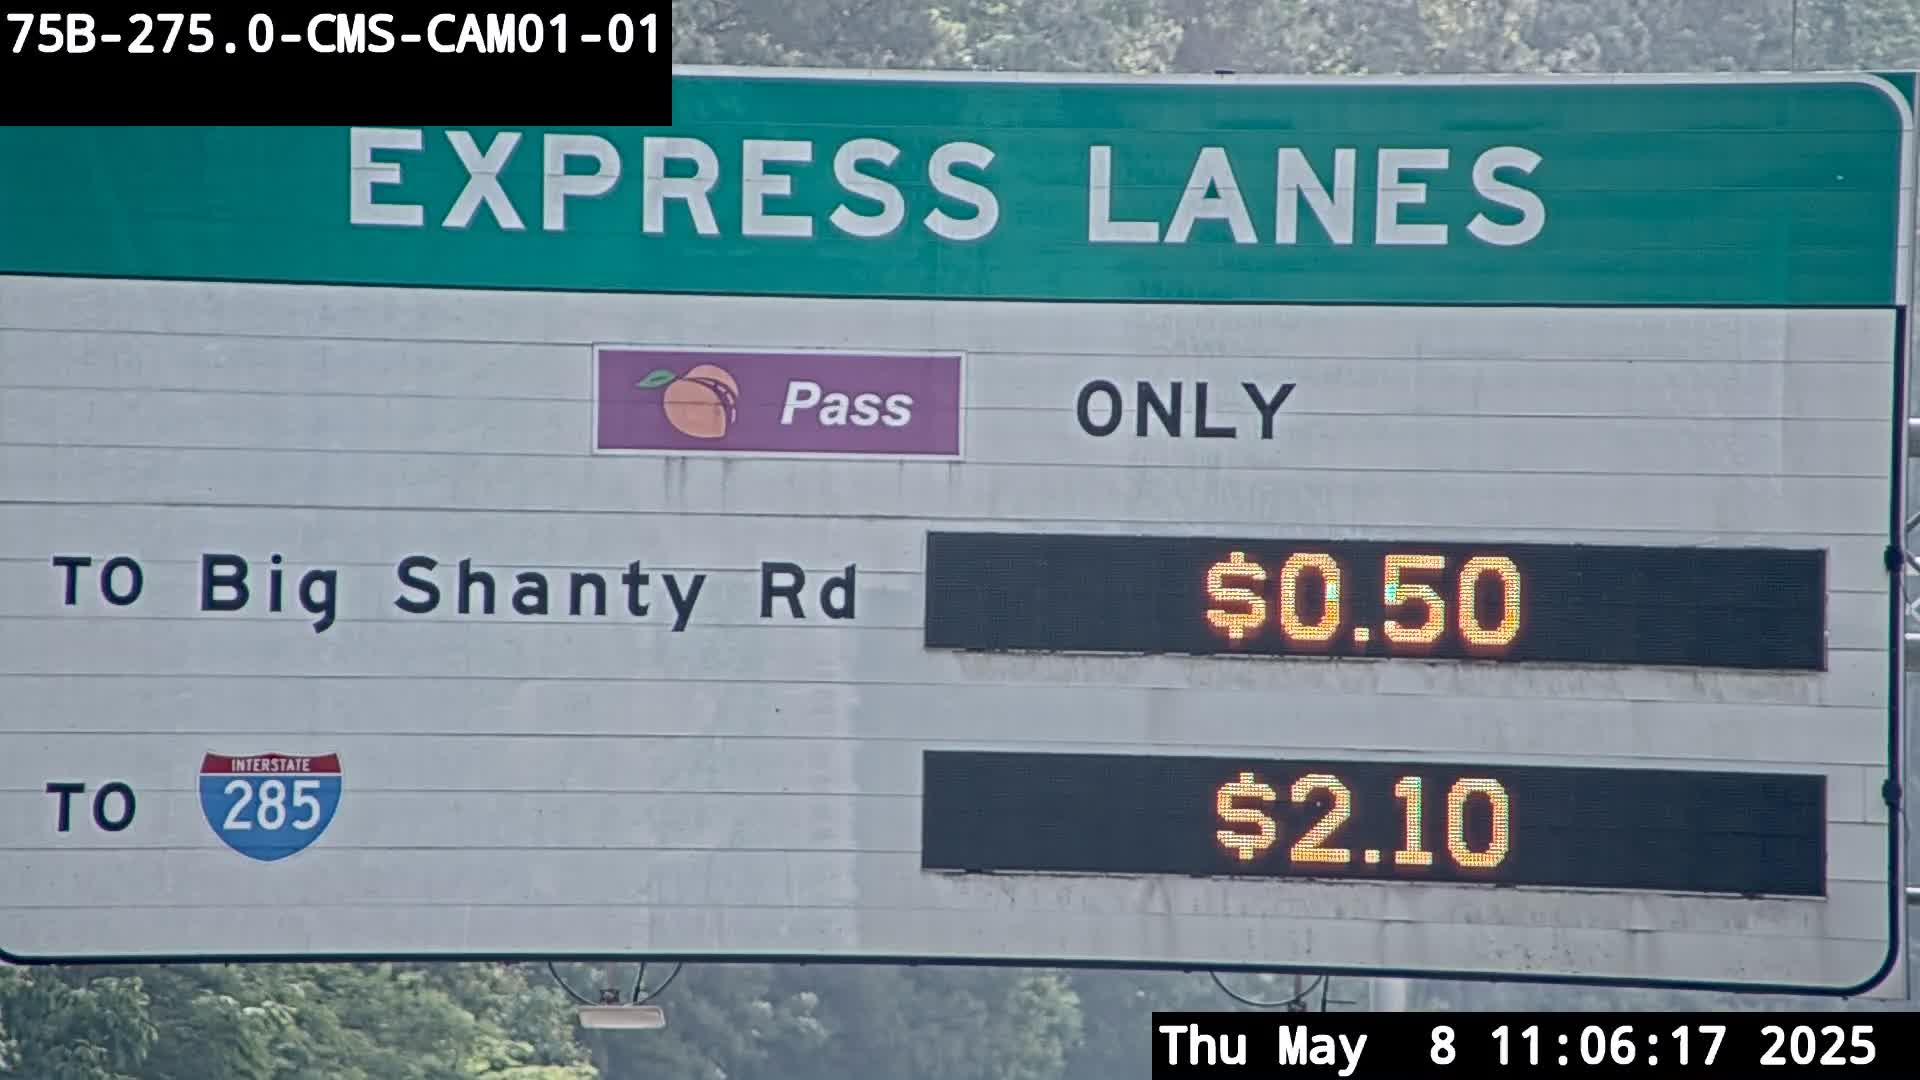 75B-275.0-CMS-CAM01-01
EXPRESS LANES
Pass ONLY
TO Big Shanty Rd $0.50
INTERSTATE
TO 285 $2.10
Thu May 8 11:06:17 2025